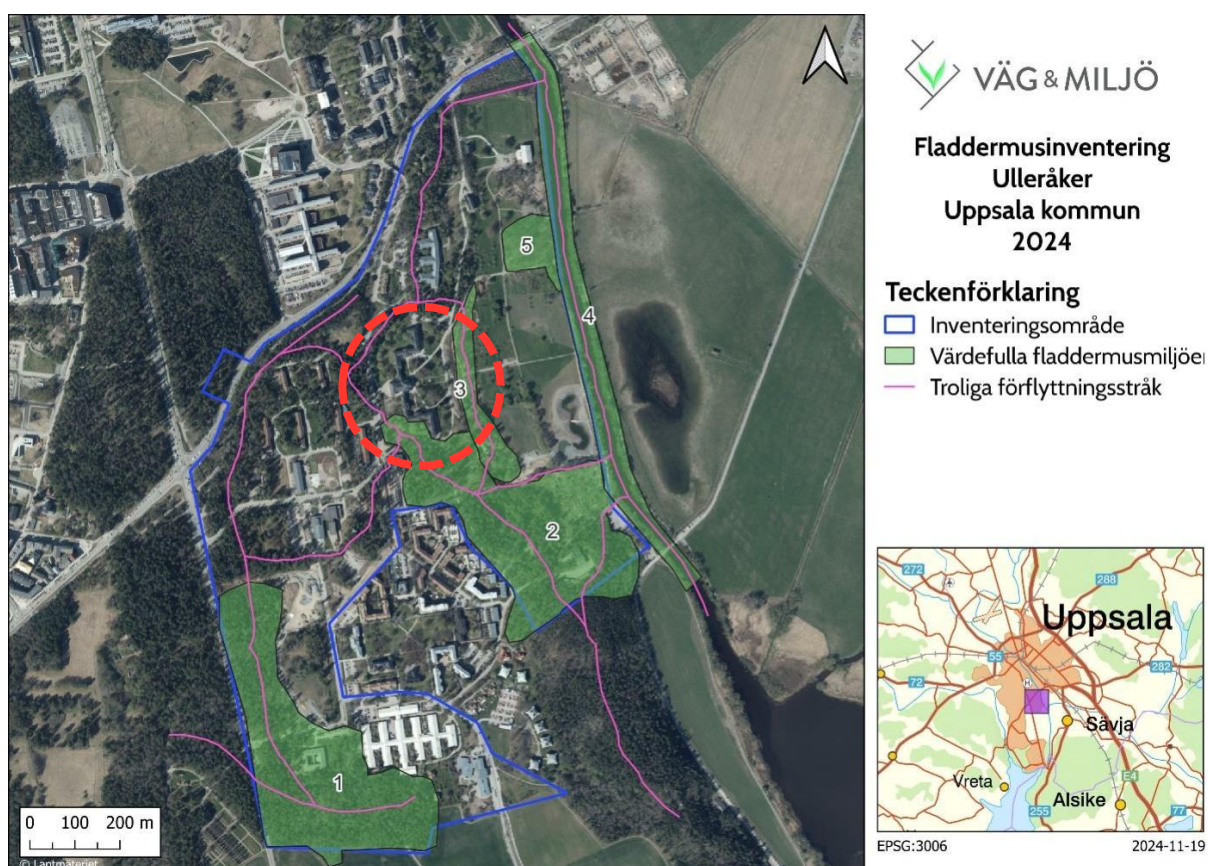 VÄG & MILJÖ
Fladdermusinventering
Ulleråker
Uppsala kommun
2024
Teckenförklaring
Inventeringsområde
Värdefulla fladdermusmiljöer
Troliga förflyttningsstråk
5
4
3
2
1
0 100 200 m
© Lantmäteriet
272
288
Uppsala
55
282
72
H
Sävja
Vreta
E4
255
Alsike
77
EPSG:3006
2024-11-19